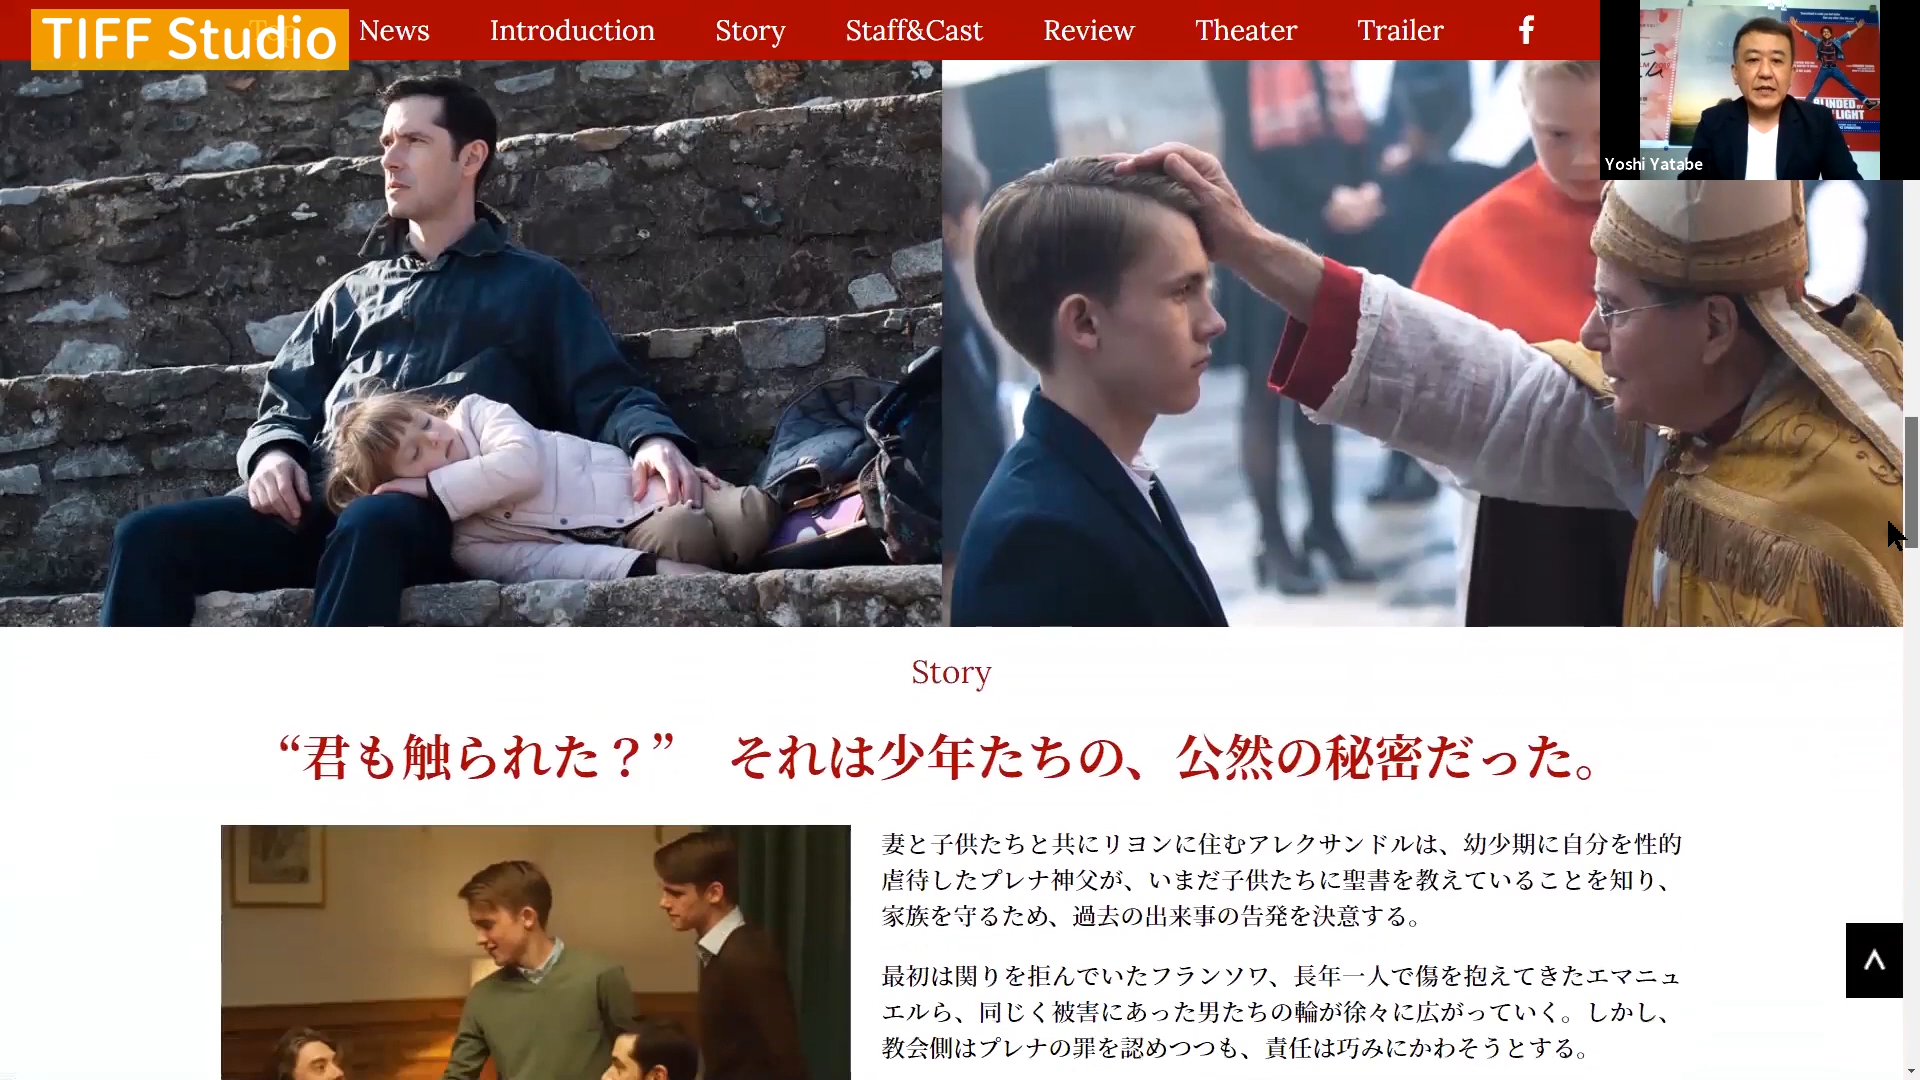 TIFF Studio
News Introduction Story Staff&Cast Review Theater Trailer
BLINDED
LIGHT
Yoshi Yatabe
Story
“君も触られた？” それは少年たちの、公然の秘密だった。
妻と子供たちと共にリヨンに住むアレクサンドルは、幼少期に自分を性的
虐待したプレナ神父が、いまだ子供たちに聖書を教えていることを知り、
家族を守るため、過去の出来事の告発を決意する。
最初は関りを拒んでいたフランソワ、長年一人で傷を抱えてきたエマニュ
エルら、同じく被害にあった男たちの輪が徐々に広がっていく。しかし、
教会側はプレナの罪を認めつつも、責任は巧みにかわそうとする。